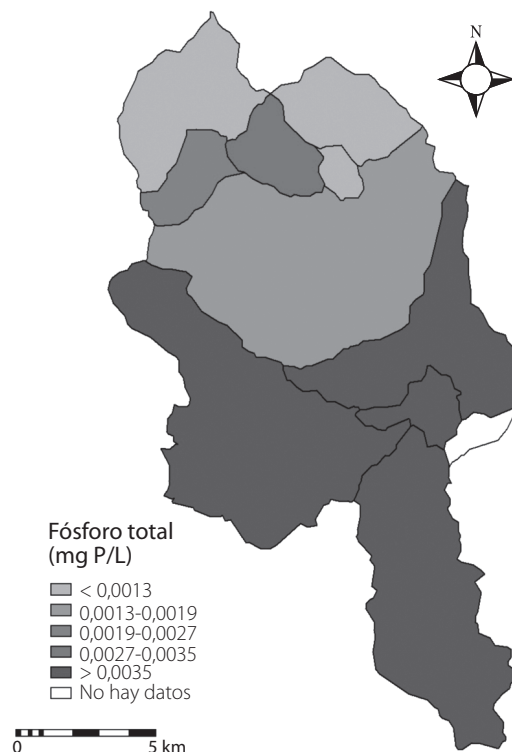 N
Fósforo total
(mg P/L)
< 0,0013
0,0013-0,0019
0,0019-0,0027
0,0027-0,0035
> 0,0035
No hay datos
0 5 km